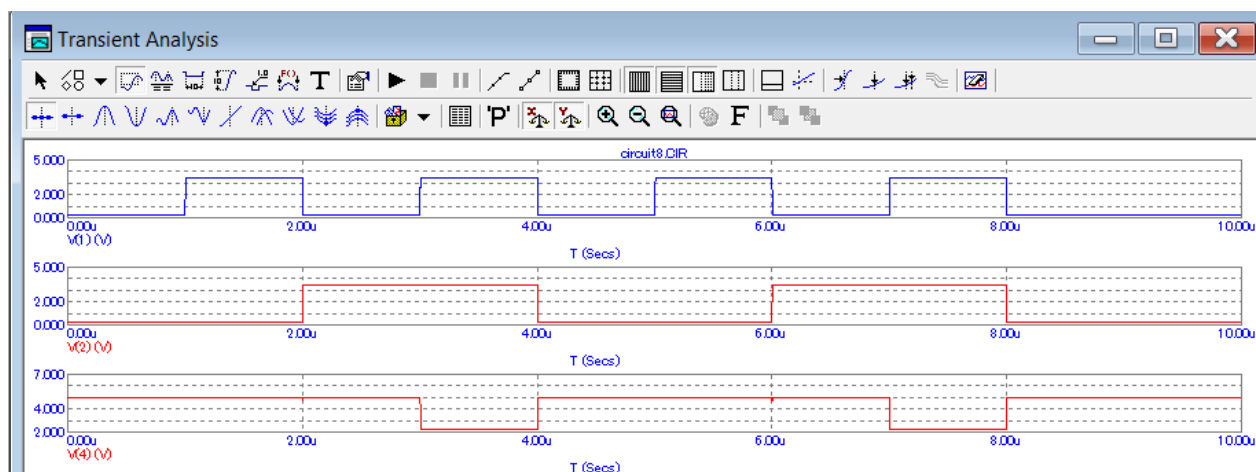 Transient Analysis
T
'P' F
circuit8.CIR
5.000
2.000
0.000
0.00u 2.00u 4.00u 6.00u 8.00u 10.00u
V(1) (V)
T (Secs)
5.000
2.000
0.000
0.00u 2.00u 4.00u 6.00u 8.00u 10.00u
V(2) (V)
T (Secs)
7.000
4.000
2.000
0.00u 2.00u 4.00u 6.00u 8.00u 10.00u
V(4) (V)
T (Secs)